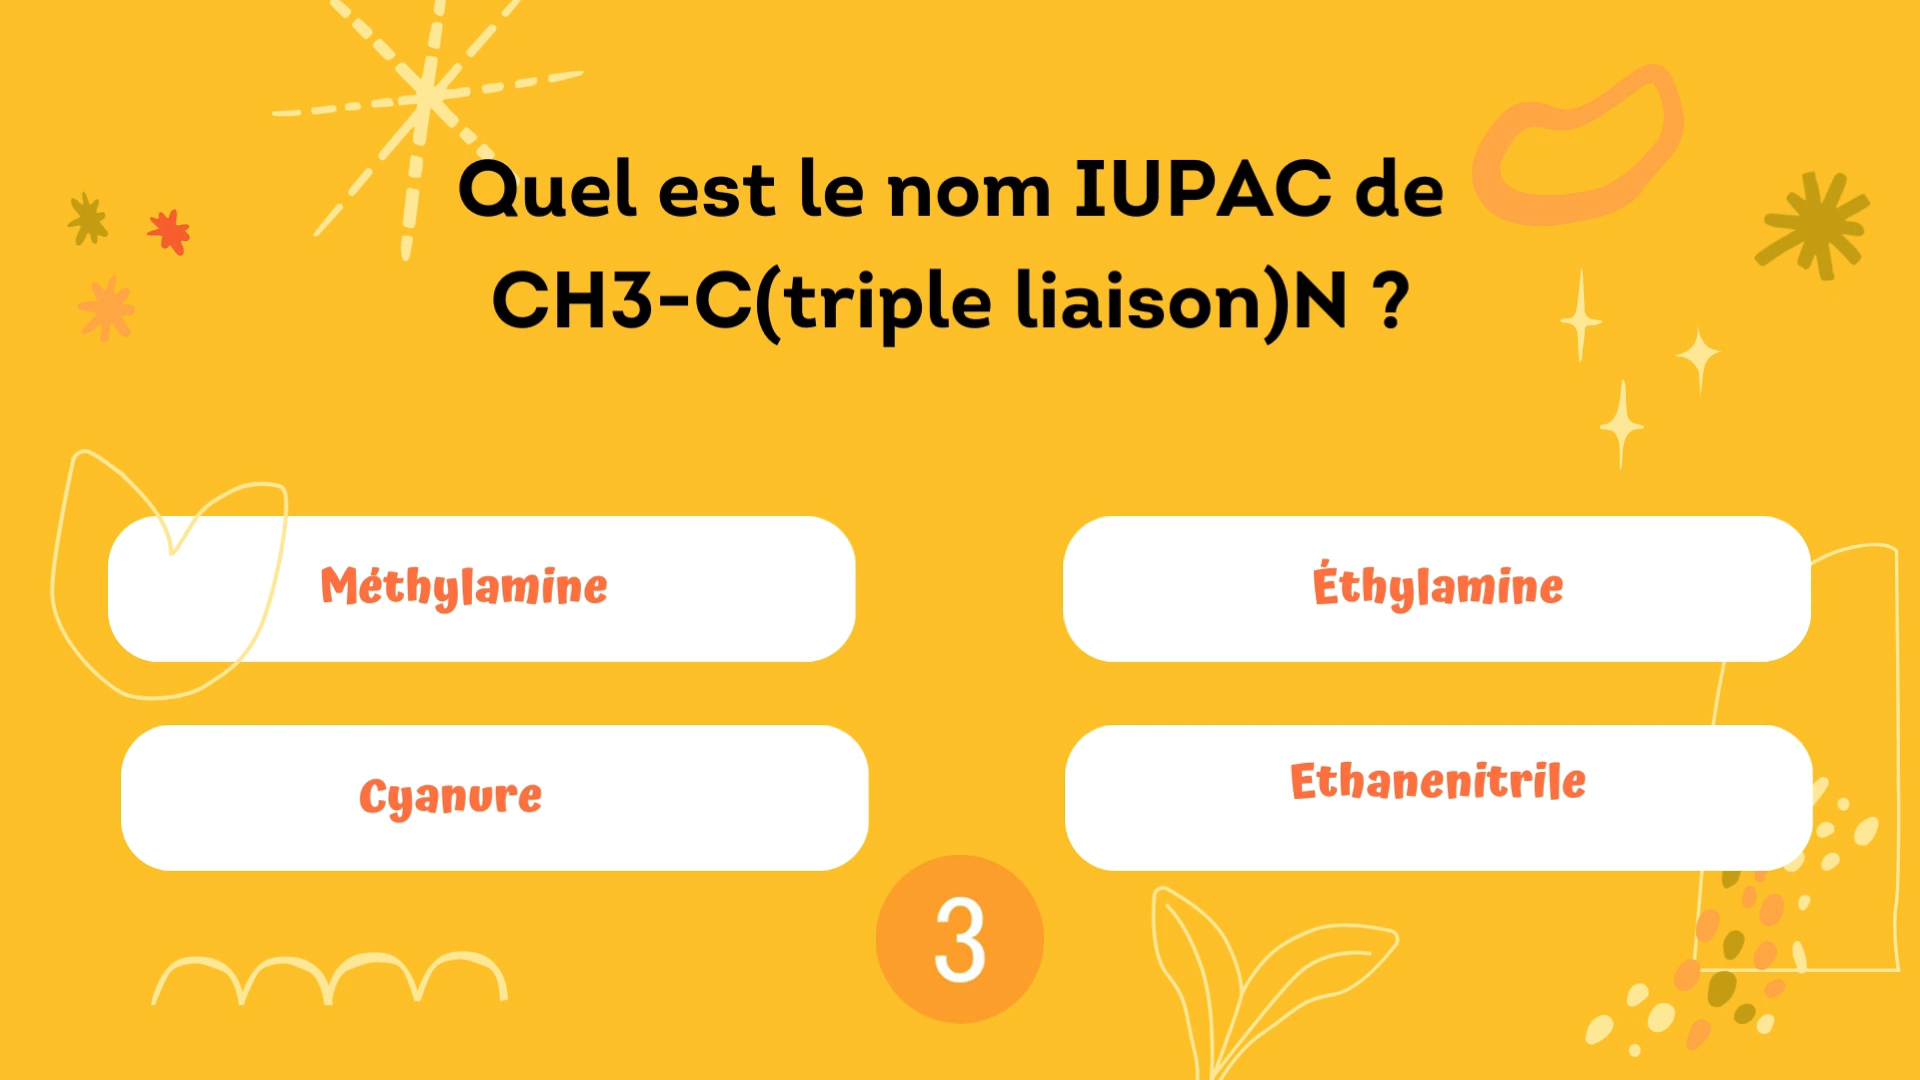 Quel est le nom IUPAC de
CH3-C(triple liaison)N ?
Méthylamine
Éthylamine
Cyanure
Ethanenitrile
3